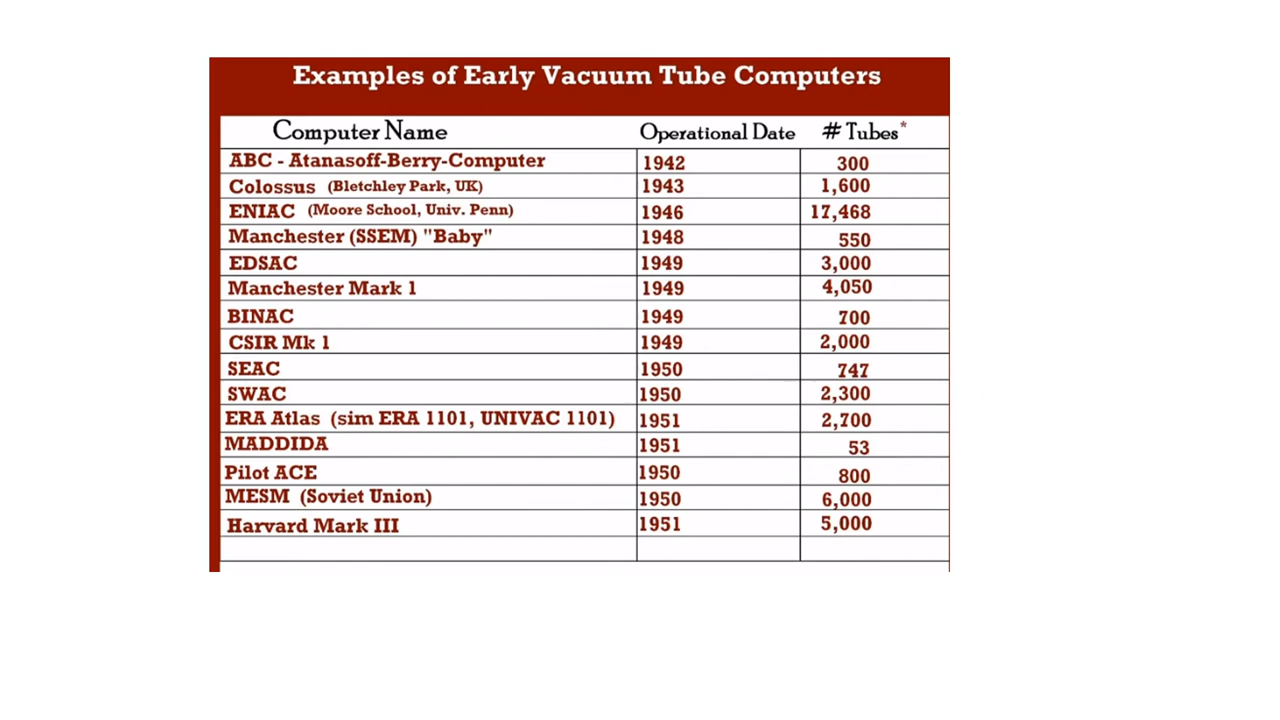 Examples of Early Vacuum Tube Computers
Computer Name Operational Date # Tubes*
ABC - Atanasoff-Berry-Computer 1942 300
Colossus (Bletchley Park, UK) 1943 1,600
ENIAC (Moore School, Univ. Penn) 1946 17,468
Manchester (SSEM) "Baby" 1948 550
EDSAC 1949 3,000
Manchester Mark 1 1949 4,050
BINAC 1949 700
CSIR Mk 1 1949 2,000
SEAC 1950 747
SWAC 1950 2,300
ERA Atlas (sim ERA 1101, UNIVAC 1101) 1951 2,700
MADDIDA 1951 53
Pilot ACE 1950 800
MESM (Soviet Union) 1950 6,000
Harvard Mark III 1951 5,000